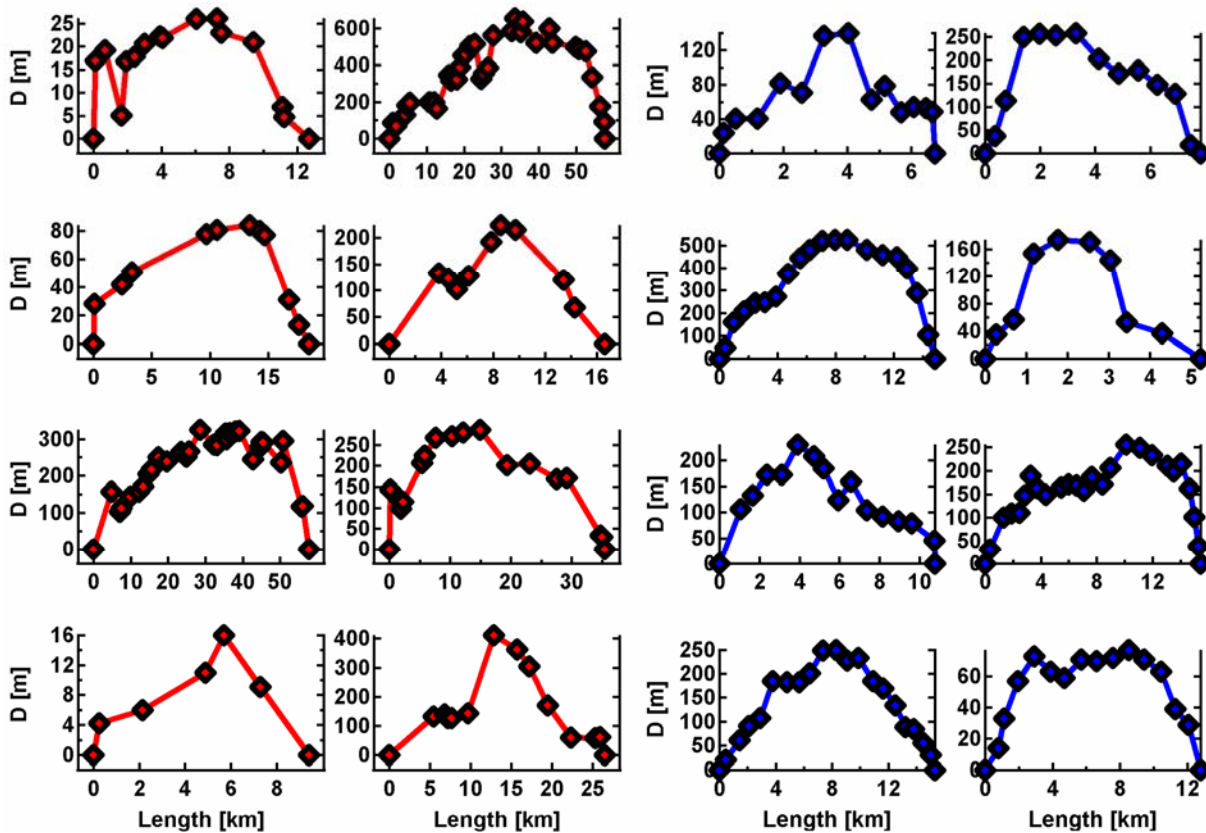 D [m] 25 20 15 10 5 0 0 4 8 12
600 400 200 0 0 10 20 30 40 50
D [m] 120 80 40 0 0 2 4 6
250 200 150 100 50 0 0 2 4 6
D [m] 80 60 40 20 0 0 5 10 15
200 150 100 50 0 0 4 8 12 16
D [m] 500 400 300 200 100 0 0 4 8 12
160 120 80 40 0 0 1 2 3 4 5
D [m] 300 200 100 0 0 10 20 30 40 50
250 200 150 100 50 0 0 10 20 30
D [m] 200 150 100 50 0 0 2 4 6 8 10
250 200 150 100 50 0 0 4 8 12
D [m] 16 12 8 4 0 0 2 4 6 8
400 300 200 100 0 0 5 10 15 20 25
D [m] 250 200 150 100 50 0 0 4 8 12
60 40 20 0 0 2 4 6 8 10 12
Length [km] Length [km] Length [km] Length [km]